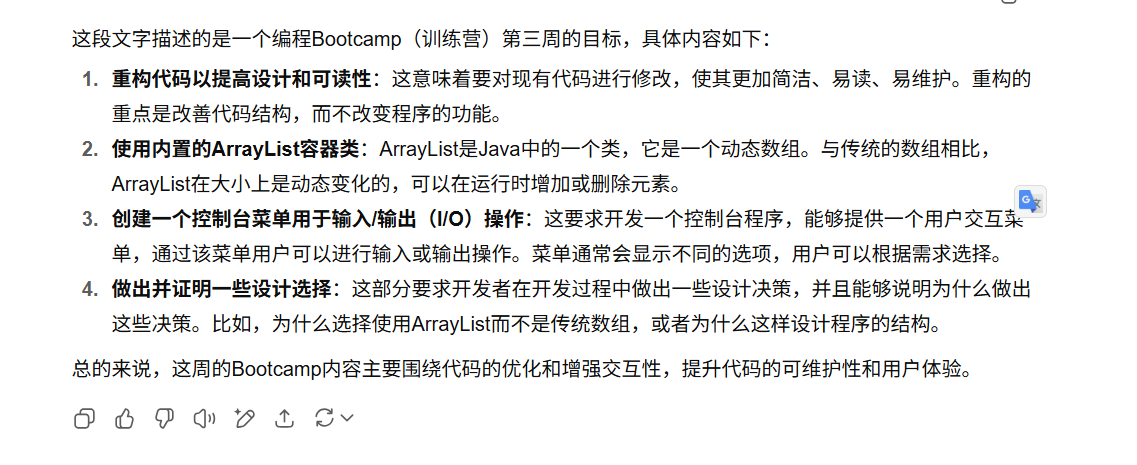 这段文字描述的是一个编程Bootcamp（训练营）第三周的目标，具体内容如下：
1. 重构代码以提高设计和可读性：这意味着要对现有代码进行修改，使其更加简洁、易读、易维护。重构的
重点是改善代码结构，而不改变程序的功能。
2. 使用内置的ArrayList容器类：ArrayList是Java中的一个类，它是一个动态数组。与传统的数组相比，
ArrayList在大小上是动态变化的，可以在运行时增加或删除元素。
3. 创建一个控制台菜单用于输入/输出（I/O）操作：这要求开发一个控制台程序，能够提供一个用户交互菜
单，通过该菜单用户可以进行输入或输出操作。菜单通常会显示不同的选项，用户可以根据需求选择。
4. 做出并证明一些设计选择：这部分要求开发者在开发过程中做出一些设计决策，并且能够说明为什么做出
这些决策。比如，为什么选择使用ArrayList而不是传统数组，或者为什么这样设计程序的结构。
总的来说，这周的Bootcamp内容主要围绕代码的优化和增强交互性，提升代码的可维护性和用户体验。